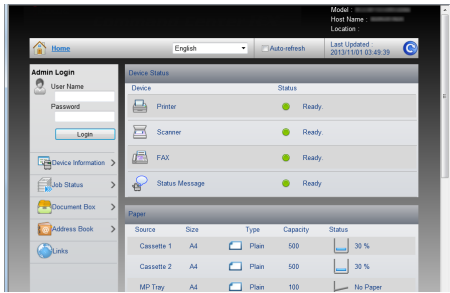 Model :
Host Name :
Location :
Home
English
Auto-refresh
Last Updated :
2013/11/01 03:49:39
Admin Login
User Name
Password
Login
Device Information
Job Status
Document Box
Address Book
Links
Device Status
Device Status
Printer Ready.
Scanner Ready.
FAX Ready.
Status Message Ready
Paper
Source Size Type Capacity Status
Cassette 1 A4 Plain 500 30 %
Cassette 2 A4 Plain 500 30 %
MP Tray A4 Plain 100 No Paper